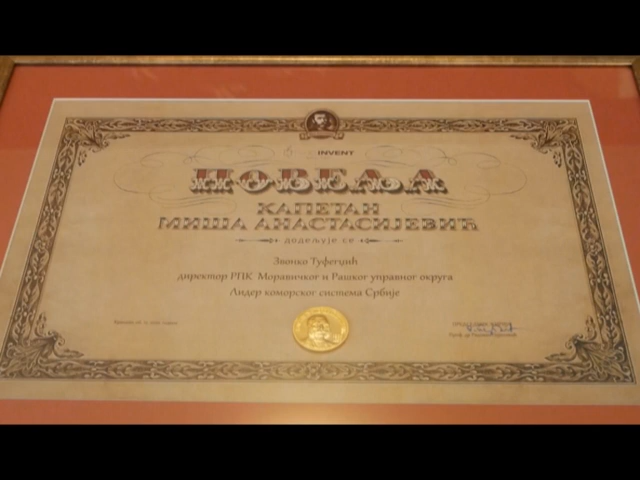 INVENT
ПОВЕЉА
КАПЕТАН
МИША АНАСТАСИЈЕВИЋ
додељује се
Звонко Туфегџић
директор РПК Моравичког и Рашког управног округа
Лидер коморског система Србије